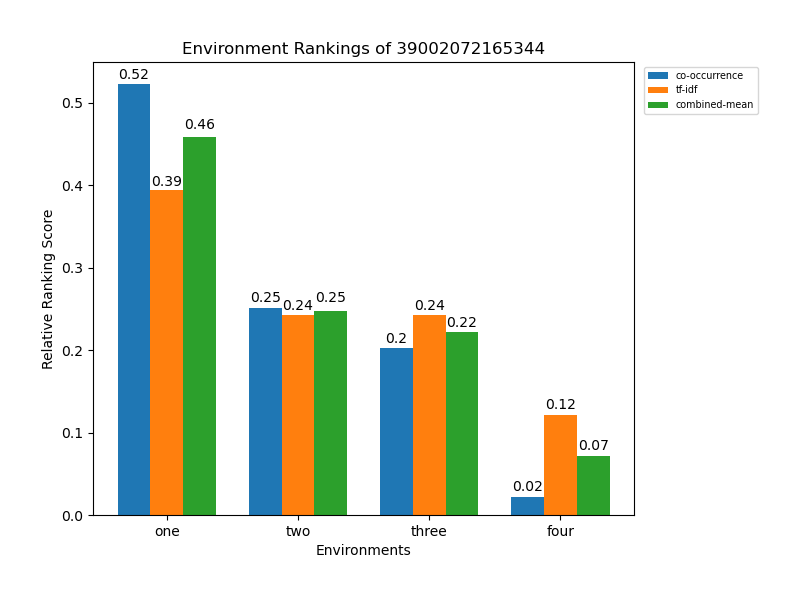 Environment Rankings of 39002072165344
co-occurrence
tf-idf
combined-mean
Relative Ranking Score
0.5
0.4
0.3
0.2
0.1
0.0
0.52
0.39
0.46
0.25
0.24
0.25
0.2
0.24
0.22
0.02
0.12
0.07
one two three four
Environments